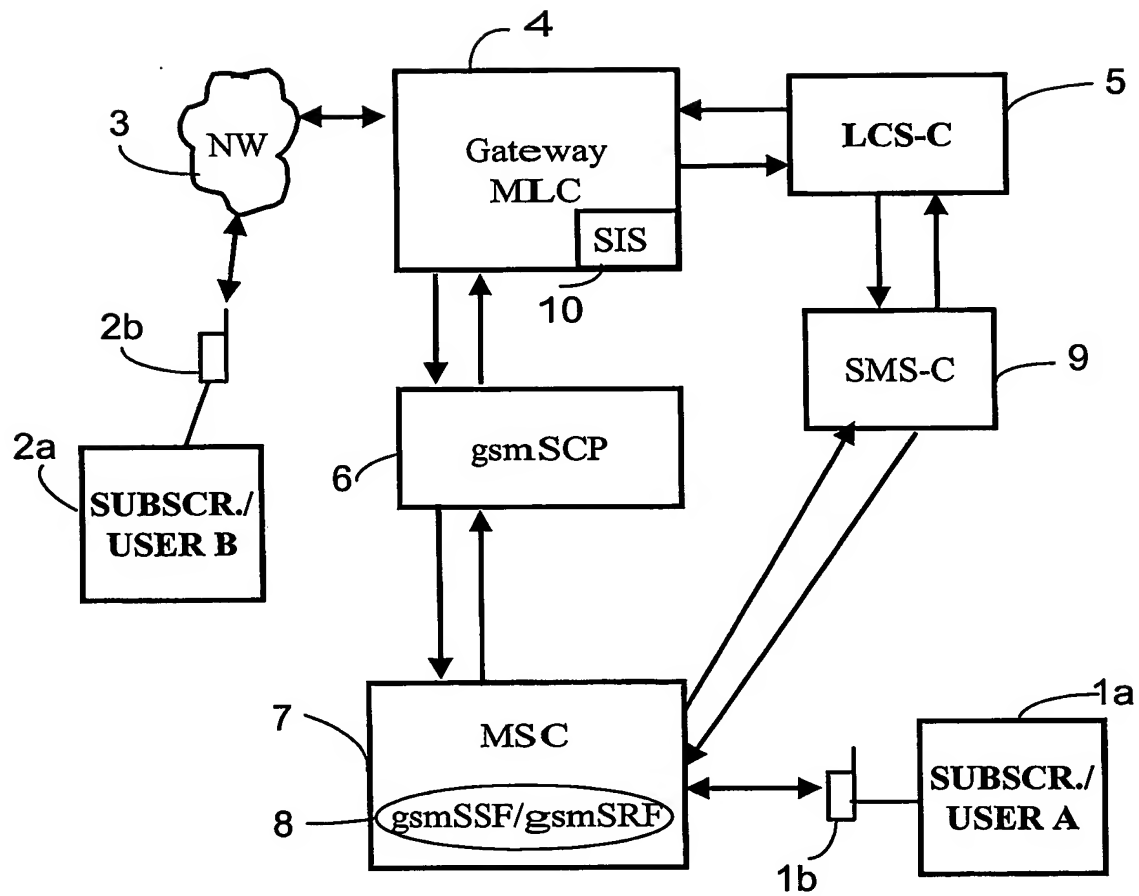 4
3
NW
Gateway
MLC
SIS
10
LCS-C
5
2b
SMS-C
9
2a
SUBSCR./
USER B
gsmSCP
6
7
MSC
8
gsmSSF/gsmSRF
1a
SUBSCR./
USER A
1b